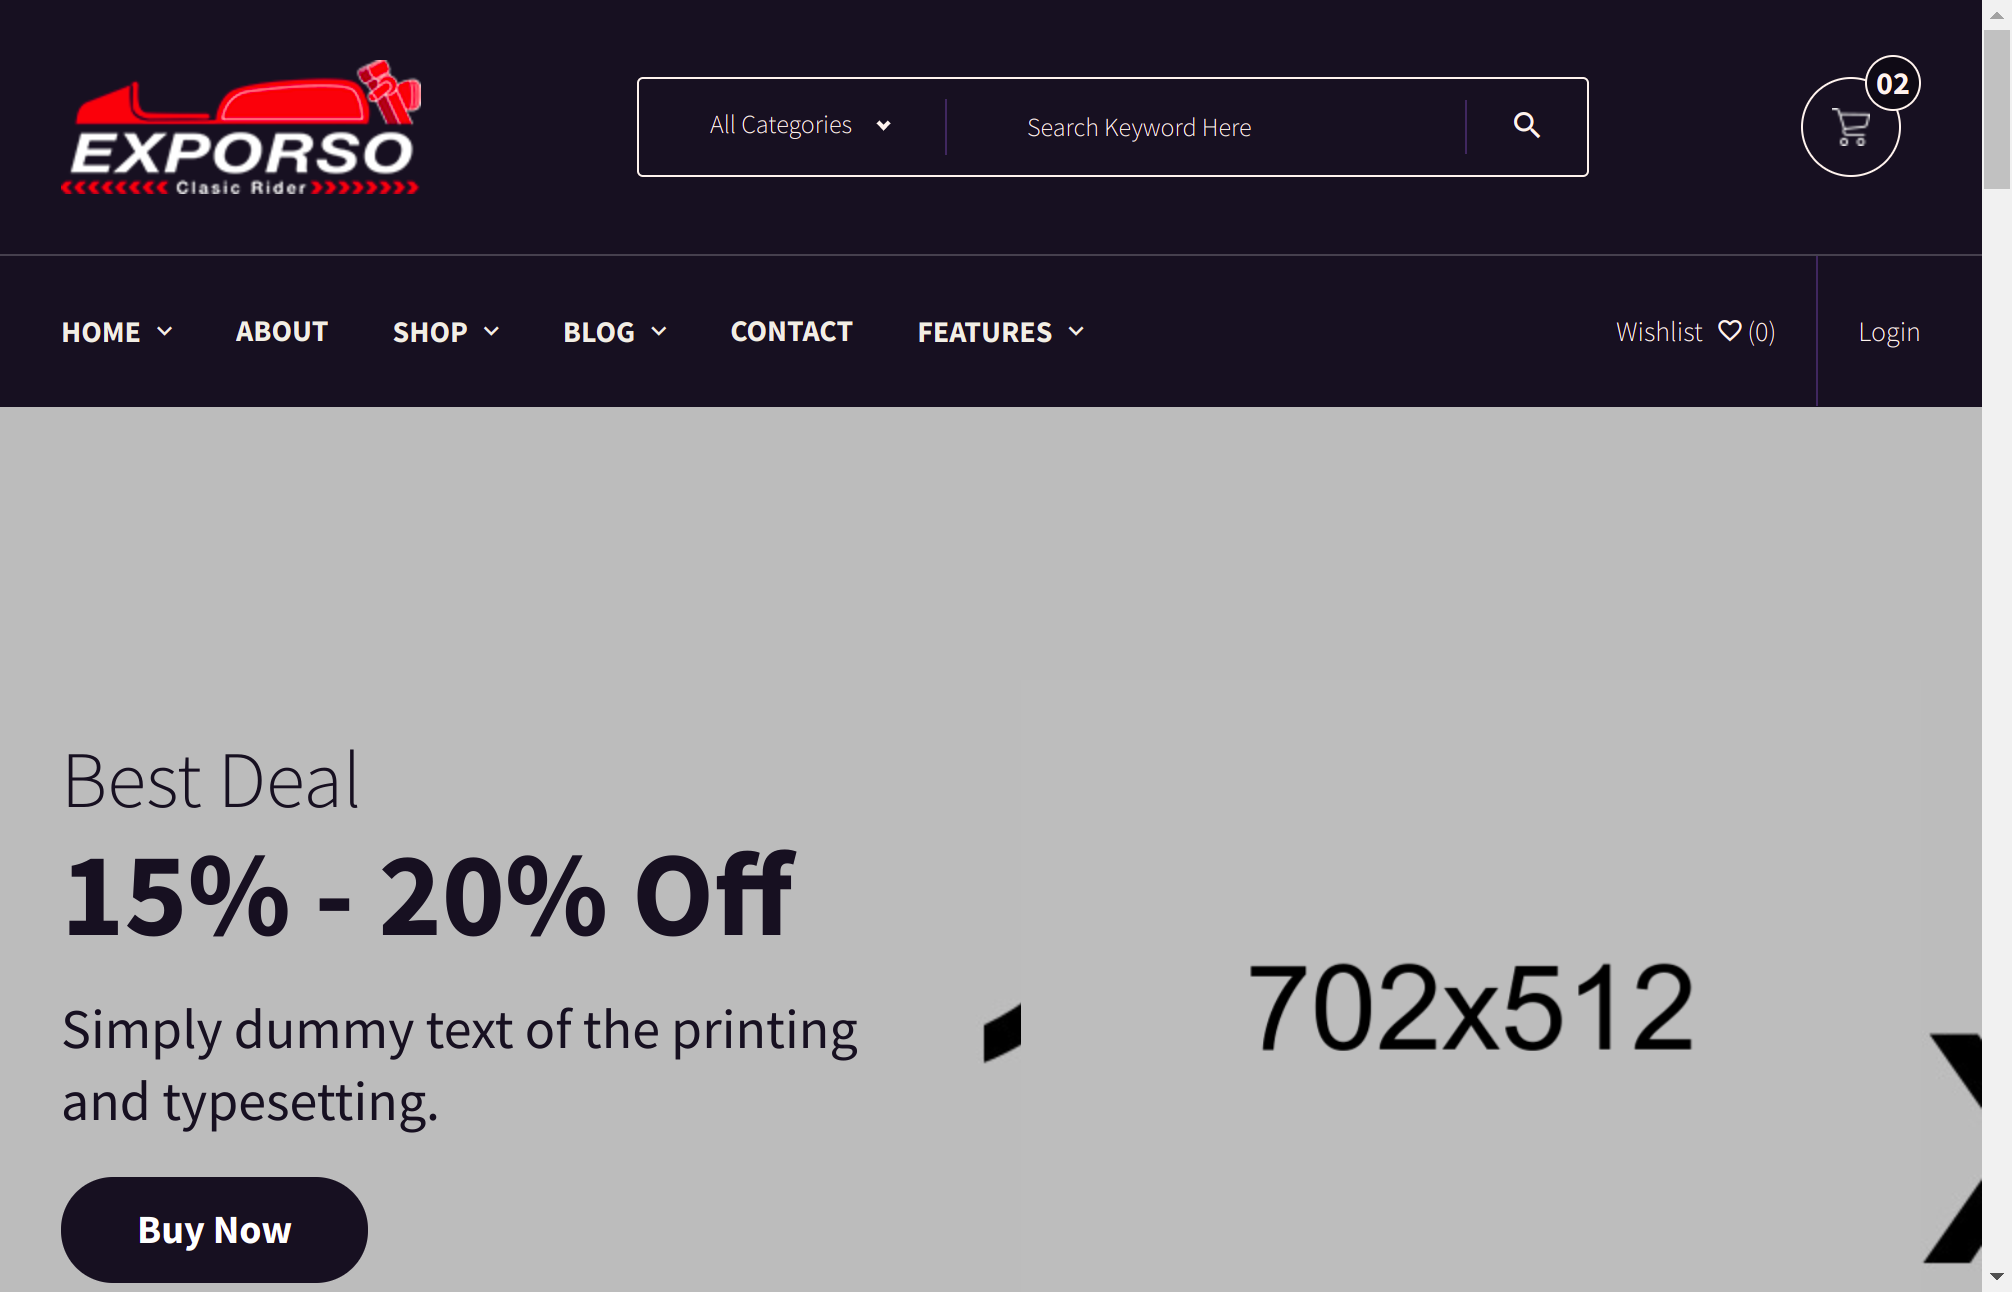 EXPORSO
Clasic Rider
All Categories
Search Keyword Here
02
HOME
ABOUT
SHOP
BLOG
CONTACT
FEATURES
Wishlist (0)
Login
Best Deal
15% - 20% Off
Simply dummy text of the printing
and typesetting.
702x512
Buy Now